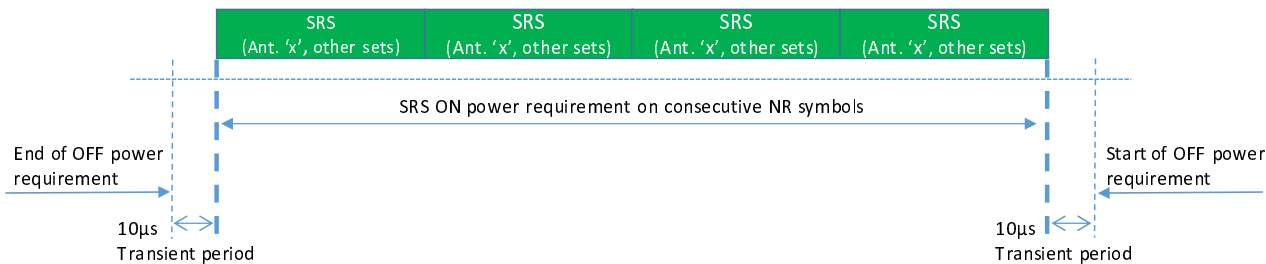 SRS
(Ant. ‘x’, other sets)
SRS
(Ant. ‘x’, other sets)
SRS
(Ant. ‘x’, other sets)
SRS
(Ant. ‘x’, other sets)
SRS ON power requirement on consecutive NR symbols
End of OFF power
requirement
Start of OFF power
requirement
10µs
Transient period
10µs
Transient period